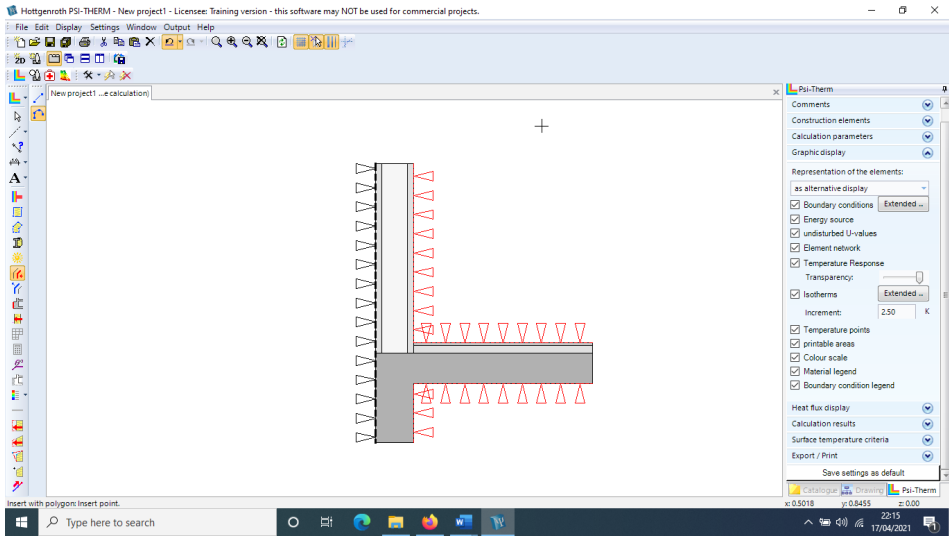 Hottgenroth PSI-THERM - New project1 - Licensee: Training version - this software may NOT be used for commercial projects.
File Edit Display Settings Window Output Help
2D
New project1 ...e calculation)
A
Psi-Therm
Comments
Construction elements
Calculation parameters
Graphic display
Representation of the elements:
as alternative display
Boundary conditions Extended ..
Energy source
undisturbed U-values
Element network
Temperature Response
Transparency:
Isotherms Extended ..
Increment: 2.50 K
Temperature points
printable areas
Colour scale
Material legend
Boundary condition legend
Heat flux display
Calculation results
Surface temperature criteria
Export / Print
Save settings as default
Catalogue Drawing Psi-Therm
Insert with polygon: Insert point.
x: 0.5018 y: 0.8455 z: 0.00
Type here to search
22:15
17/04/2021